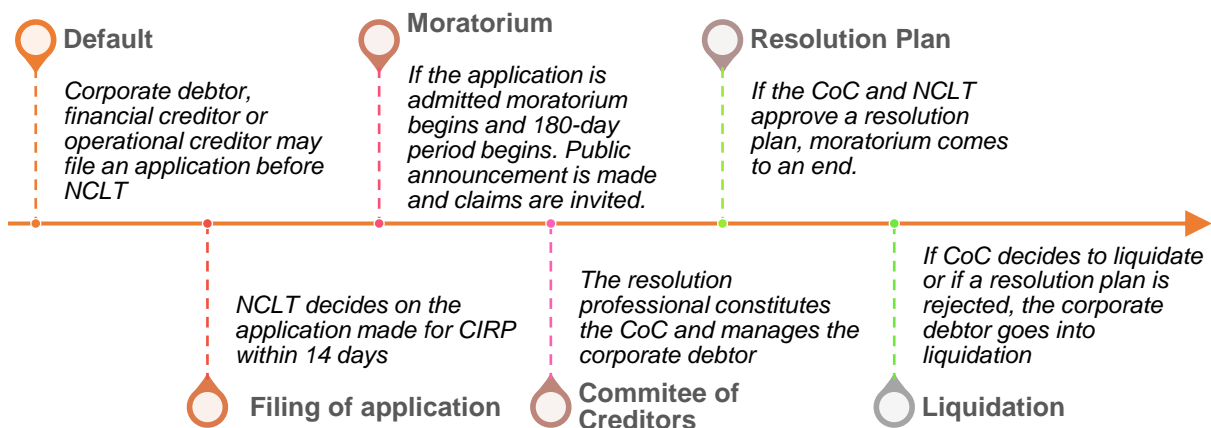 Default
Corporate debtor,
financial creditor or
operational creditor may
file an application before
NCLT
NCLT decides on the
application made for CIRP
within 14 days
Filing of application
Moratorium
If the application is
admitted moratorium
begins and 180-day
period begins. Public
announcement is made
and claims are invited.
The resolution
professional constitutes
the CoC and manages the
corporate debtor
Commitee of
Creditors
Resolution Plan
If the CoC and NCLT
approve a resolution
plan, moratorium comes
to an end.
If CoC decides to liquidate
or if a resolution plan is
rejected, the corporate
debtor goes into
liquidation
Liquidation